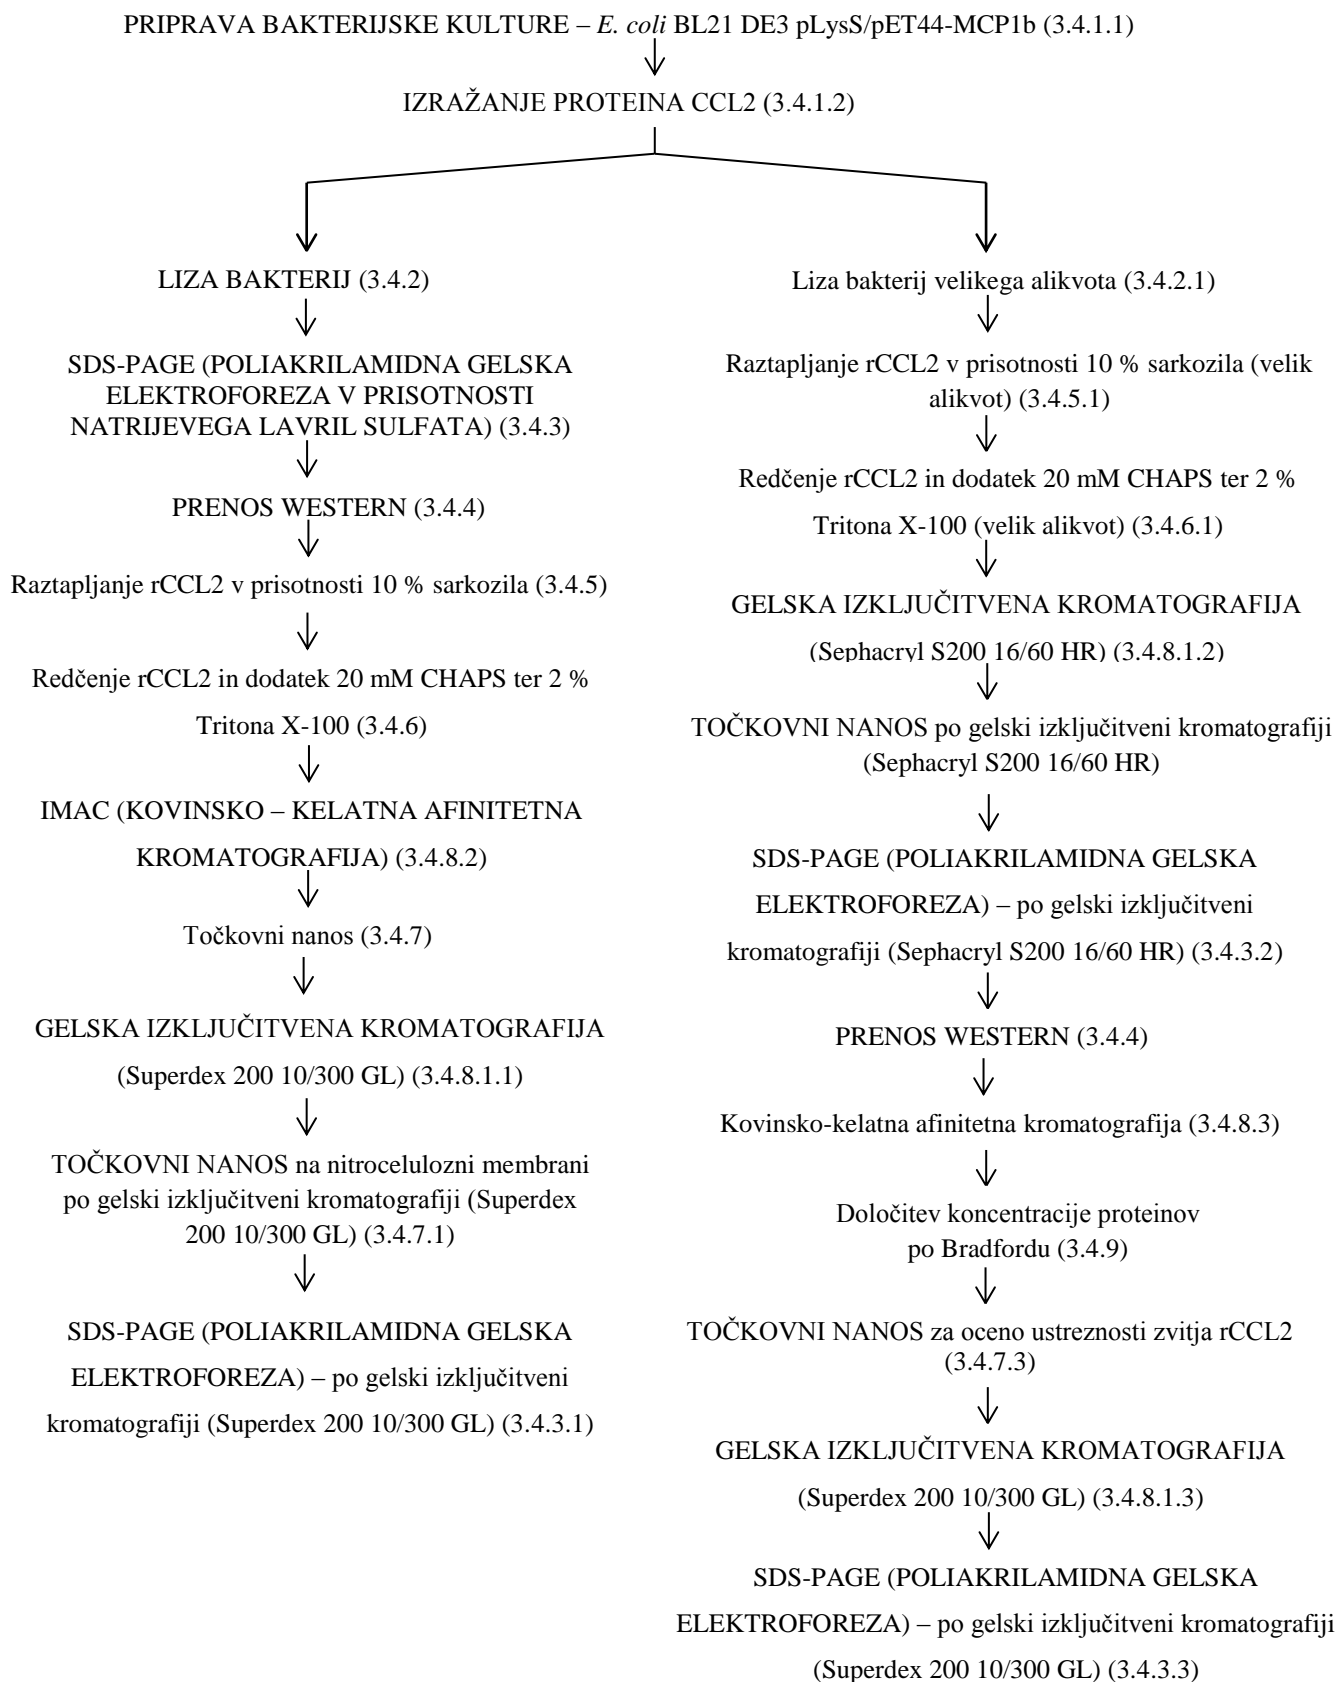 PRIPRAVA BAKTERIJSKE KULTURE – E. coli BL21 DE3 pLysS/pET44-MCP1b (3.4.1.1)
IZRAŽANJE PROTEINA CCL2 (3.4.1.2)
LIZA BAKTERIJ (3.4.2)
SDS-PAGE (POLIAKRILAMIDNA GELSKA
ELEKTROFOREZA V PRISOTNOSTI
NATRIJEVEGA LAVRIL SULFATA) (3.4.3)
PRENOS WESTERN (3.4.4)
Raztapljanje rCCL2 v prisotnosti 10 % sarkozila (3.4.5)
Redčenje rCCL2 in dodatek 20 mM CHAPS ter 2 %
Tritona X-100 (3.4.6)
IMAC (KOVINSKO – KELATNA AFINITETNA
KROMATOGRAFIJA) (3.4.8.2)
Točkovni nanos (3.4.7)
GELSKA IZKLJUČITVENA KROMATOGRAFIJA
(Superdex 200 10/300 GL) (3.4.8.1.1)
TOČKOVNI NANOS na nitrocelulozni membrani
po gelski izključitveni kromatografiji (Superdex
200 10/300 GL) (3.4.7.1)
SDS-PAGE (POLIAKRILAMIDNA GELSKA
ELEKTROFOREZA) – po gelski izključitveni
kromatografiji (Superdex 200 10/300 GL) (3.4.3.1)
Liza bakterij velikega alikvota (3.4.2.1)
Raztapljanje rCCL2 v prisotnosti 10 % sarkozila (velik
alikvot) (3.4.5.1)
Redčenje rCCL2 in dodatek 20 mM CHAPS ter 2 %
Tritona X-100 (velik alikvot) (3.4.6.1)
GELSKA IZKLJUČITVENA KROMATOGRAFIJA
(Sephacryl S200 16/60 HR) (3.4.8.1.2)
TOČKOVNI NANOS po gelski izključitveni kromatografiji
(Sephacryl S200 16/60 HR)
SDS-PAGE (POLIAKRILAMIDNA GELSKA
ELEKTROFOREZA) – po gelski izključitveni
kromatografiji (Sephacryl S200 16/60 HR) (3.4.3.2)
PRENOS WESTERN (3.4.4)
Kovinsko-kelatna afinitetna kromatografija (3.4.8.3)
Določitev koncentracije proteinov
po Bradfordu (3.4.9)
TOČKOVNI NANOS za oceno ustreznosti zvitja rCCL2
(3.4.7.3)
GELSKA IZKLJUČITVENA KROMATOGRAFIJA
(Superdex 200 10/300 GL) (3.4.8.1.3)
SDS-PAGE (POLIAKRILAMIDNA GELSKA
ELEKTROFOREZA) – po gelski izključitveni kromatografiji
(Superdex 200 10/300 GL) (3.4.3.3)